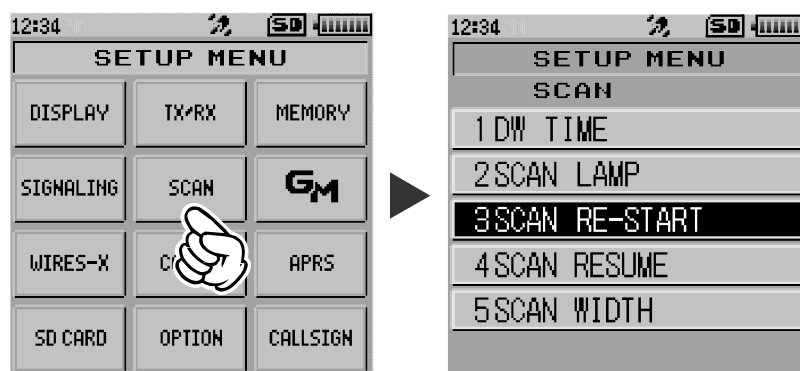 12:34 SD
SETUP MENU
DISPLAY TX/RX MEMORY
SIGNALING SCAN GM
WIRES-X APRS
SD CARD OPTION CALLSIGN
12:34 SD
SETUP MENU
SCAN
1 DW TIME
2 SCAN LAMP
3 SCAN RE-START
4 SCAN RESUME
5 SCAN WIDTH